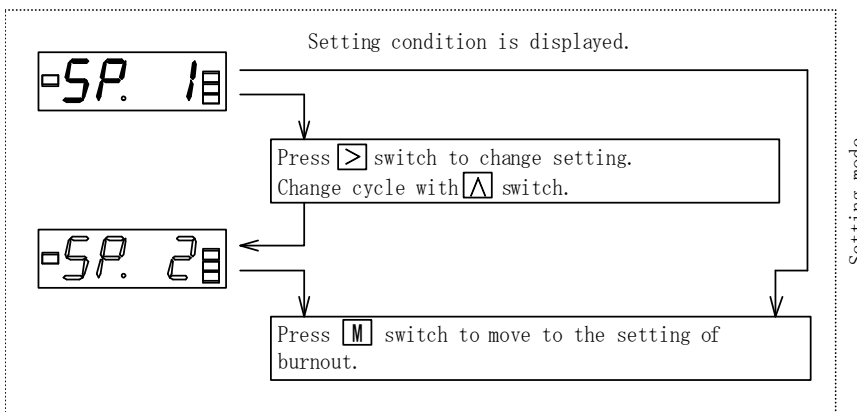 Setting condition is displayed.
-SP. 1
Press > switch to change setting.
Change cycle with Λ switch.
-SP. 2
Press M switch to move to the setting of
burnout.
Setting mode